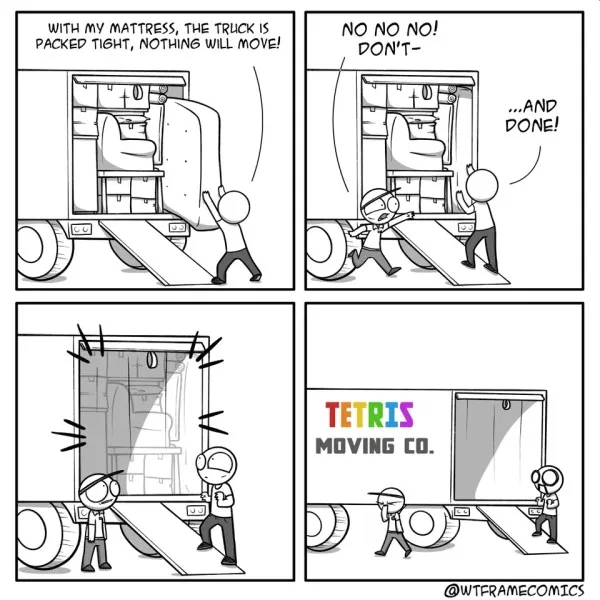 WITH MY MATTRESS, THE TRUCK IS
PACKED TIGHT, NOTHING WILL MOVE!
NO NO NO!
DON'T-
...AND
DONE!
TETRIS
MOVING CO.
@WTFRAMECOMICS